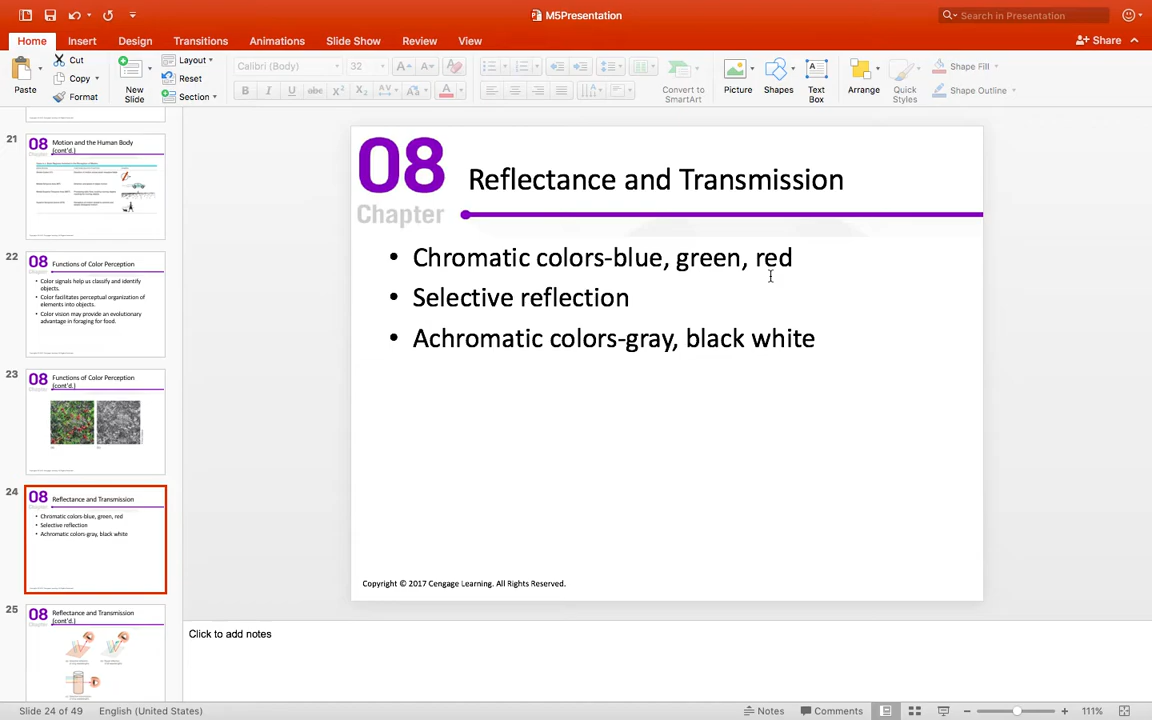 M5Presentation
Search in Presentation
Home Insert Design Transitions Animations Slide Show Review View
Share
Paste
Cut
Copy
Format
New
Slide
Layout
Reset
Section
Calibri (Body) 32
Convert to
SmartArt
Picture
Shapes
Text
Box
Arrange
Quick
Styles
Shape Fill
Shape Outline
21
08 Motion and the Human Body
(cont'd.)
22
08 Functions of Color Perception
• Color signals help us classify and identify
objects.
• Color facilitates perceptual organization of
elements into objects.
• Color vision may provide an evolutionary
advantage in foraging for food.
23
08 Functions of Color Perception
(cont'd.)
24
08 Reflectance and Transmission
• Chromatic colors-blue, green, red
• Selective reflection
• Achromatic colors-gray, black white
25
08 Reflectance and Transmission
(cont'd.)
08
Chapter
Reflectance and Transmission
• Chromatic colors-blue, green, red
• Selective reflection
• Achromatic colors-gray, black white
Copyright © 2017 Cengage Learning. All Rights Reserved.
Click to add notes
Slide 24 of 49 English (United States)
Notes Comments 111%